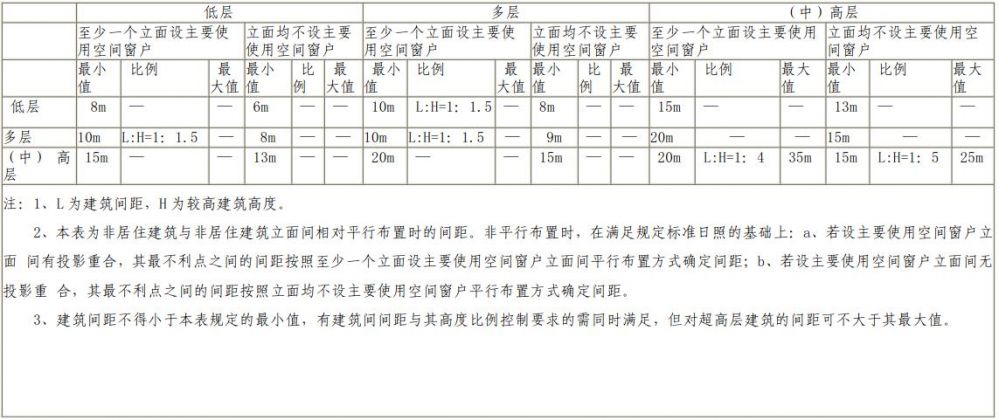 低层 多层 （中）高层
至少一个立面设主要使用空间窗户 立面均不设主要使用空间窗户 至少一个立面设主要使用空间窗户 立面均不设主要使用空间窗户 至少一个立面设主要使用空间窗户 立面均不设主要使用空间窗户
最小值 比例 最大值 最小值 比例 最大值 最小值 比例 最大值 最小值 比例 最大值 最小值 比例 最大值 最小值 比例 最大值
低层 8m — — 6m — — 10m L:H=1: 1.5 — 8m — — 15m — — 13m — —
多层 10m L:H=1: 1.5 — 8m — — 10m L:H=1: 1.5 — 9m — — 20m — — 15m — —
（中） 高层 15m — — 13m — — 20m — — 15m — — 20m L:H=1: 4 35m 15m L:H=1: 5 25m
注：1、L为建筑间距，H为较高建筑高度。
2、本表为非居住建筑与非居住建筑立面间相对平行布置时的间距。非平行布置时，在满足规定标准日照的基础上：a、若设主要使用空间窗户立
面 间有投影重合，其最不利点之间的间距按照至少一个立面设主要使用空间窗户立面间平行布置方式确定间距；b、若设主要使用空间窗户立面间无
投影重 合，其最不利点之间的间距按照立面均不设主要使用空间窗户平行布置方式确定间距。
3、建筑间距不得小于本表规定的最小值，有建筑间间距与其高度比例控制要求的需同时满足，但对超高层建筑的间距可不大于其最大值。